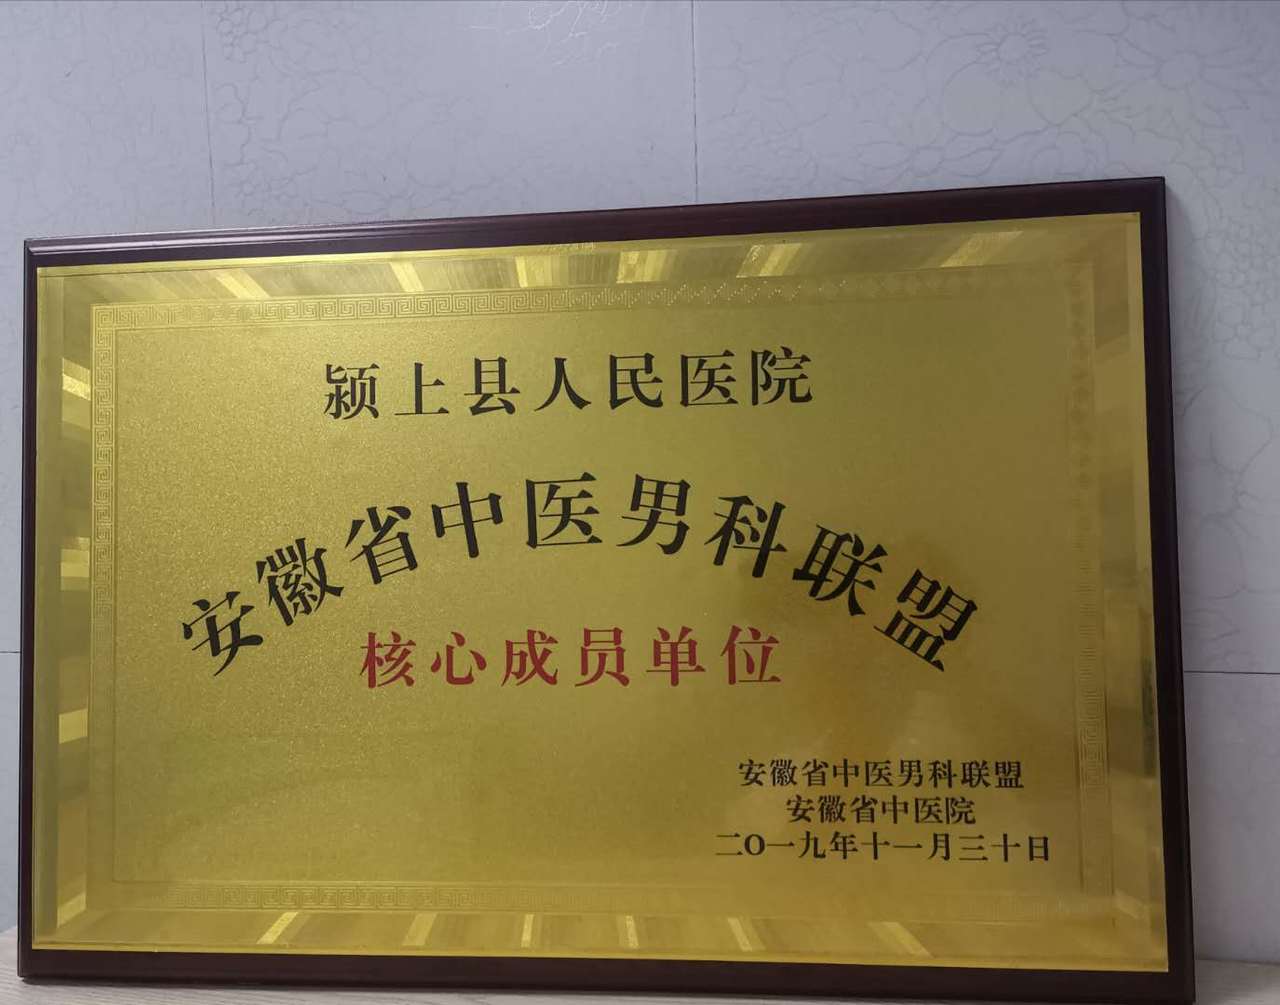 颍上县人民医院
安徽省中医男科联盟
核心成员单位
安徽省中医男科联盟
安徽省中医院
二O一九年十一月三十日